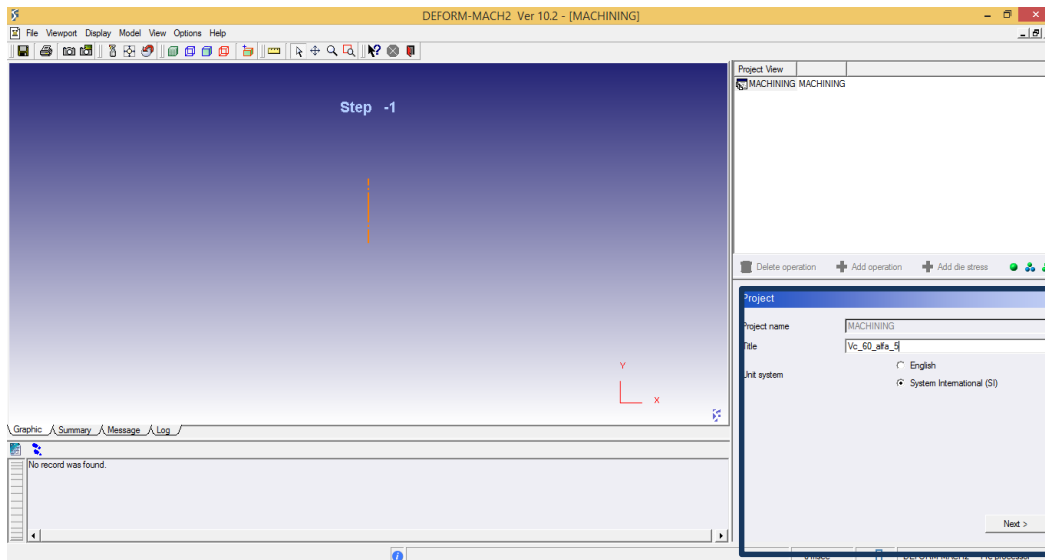 DEFORM-MACH2 Ver 10.2 - [MACHINING]
File Viewport Display Model View Options Help
Project View
MACHINING MACHINING
Step -1
Y
X
Delete operation Add operation Add die stress
Project
Project name MACHINING
Title Vc_60_alfa_5
Unit system
English
System International (SI)
Graphic Summary Message Log
No record was found.
Next >